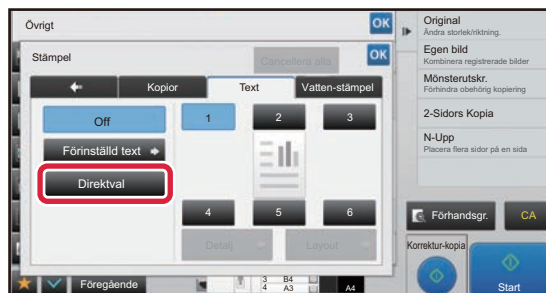 Övrigt
OK
Stämpel
Cancellera alla
OK
Kopior
Text
Vatten-stämpel
Off
Förinställd text
Direktval
1
2
3
4
5
6
Detalj
Layout
Föregående
3 B4
4 A3
A4
Original
Ändra storlek/riktning.
Egen bild
Kombinera registrerade bilder
Mönsterutskr.
Förhindra obehörig kopiering
2-Sidors Kopia
N-Upp
Placera flera sidor på en sida
Förhandsgr.
CA
Korrektur-kopia
Start